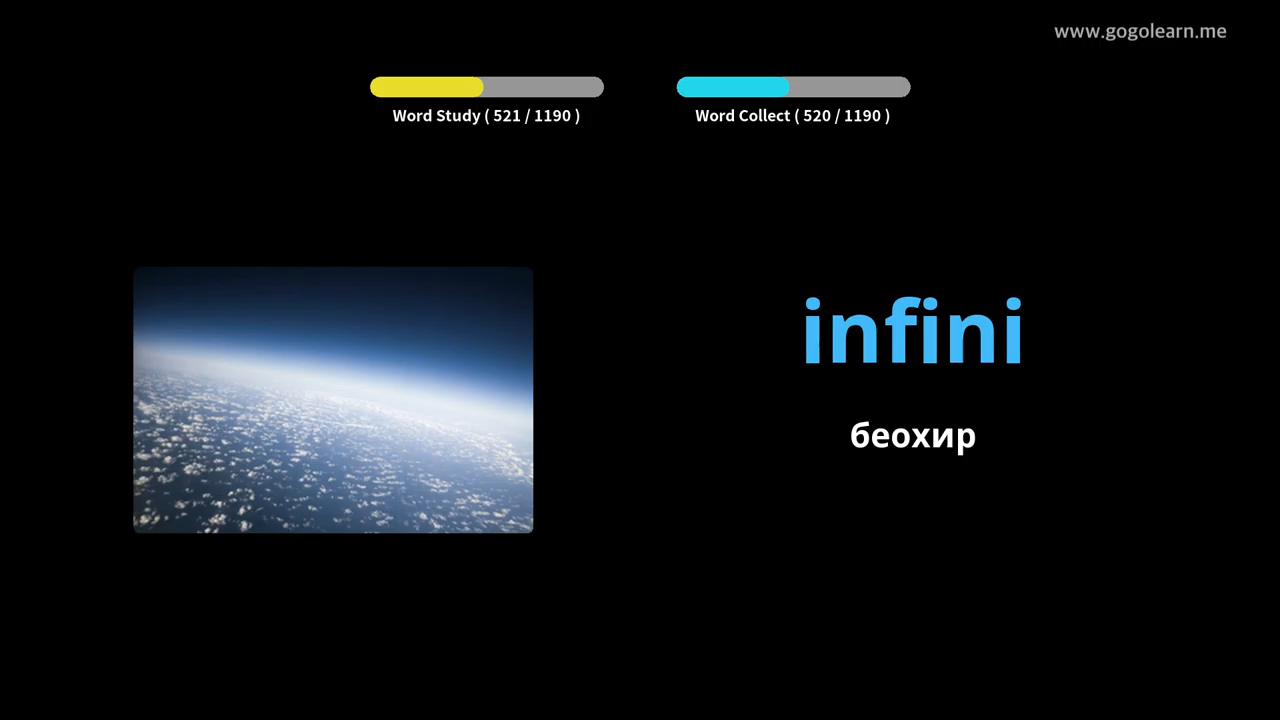 www.gogolearn.me
Word Study ( 521 / 1190 )
Word Collect ( 520 / 1190 )
infini
беохир